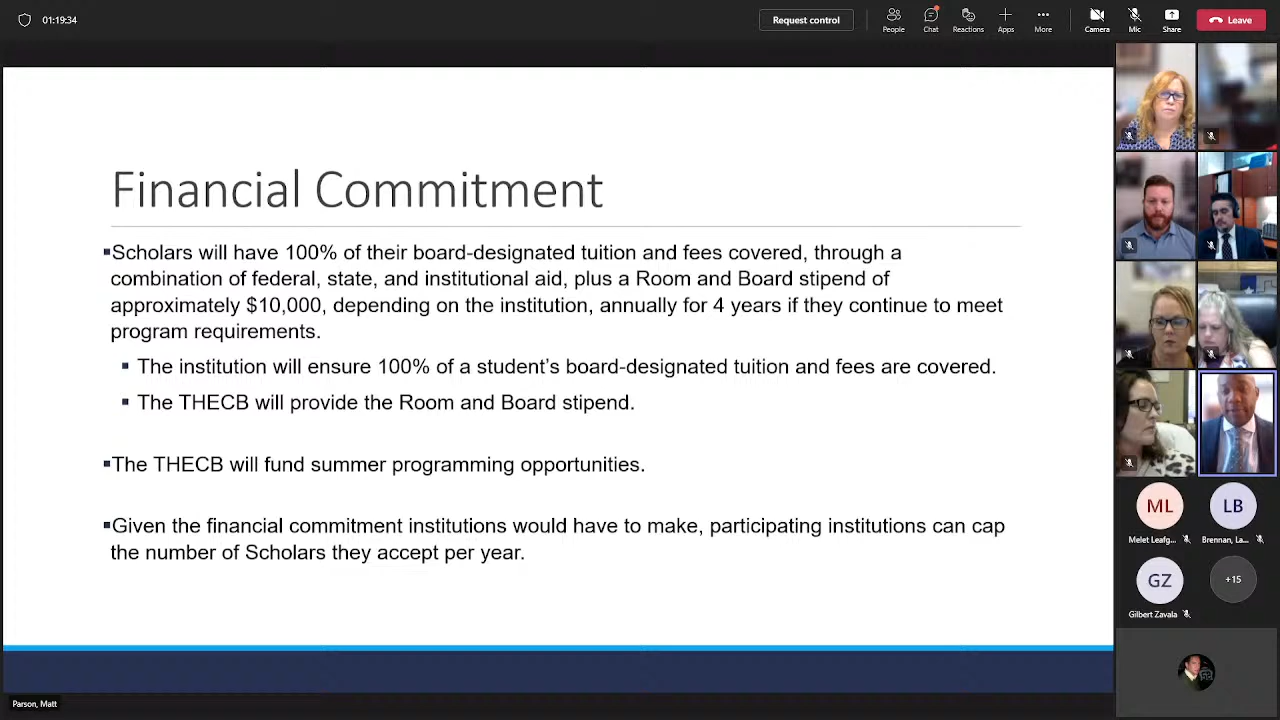 01:19:34
Request control
People
Chat
Reactions
Apps
More
Camera
Mic
Share
Leave
Financial Commitment
▪Scholars will have 100% of their board-designated tuition and fees covered, through a
combination of federal, state, and institutional aid, plus a Room and Board stipend of
approximately $10,000, depending on the institution, annually for 4 years if they continue to meet
program requirements.
▪ The institution will ensure 100% of a student’s board-designated tuition and fees are covered.
▪ The THECB will provide the Room and Board stipend.
▪The THECB will fund summer programming opportunities.
▪Given the financial commitment institutions would have to make, participating institutions can cap
the number of Scholars they accept per year.
ML
LB
Melet Leafg...
Brennan, La...
GZ
+15
Gilbert Zavala
Parson, Matt